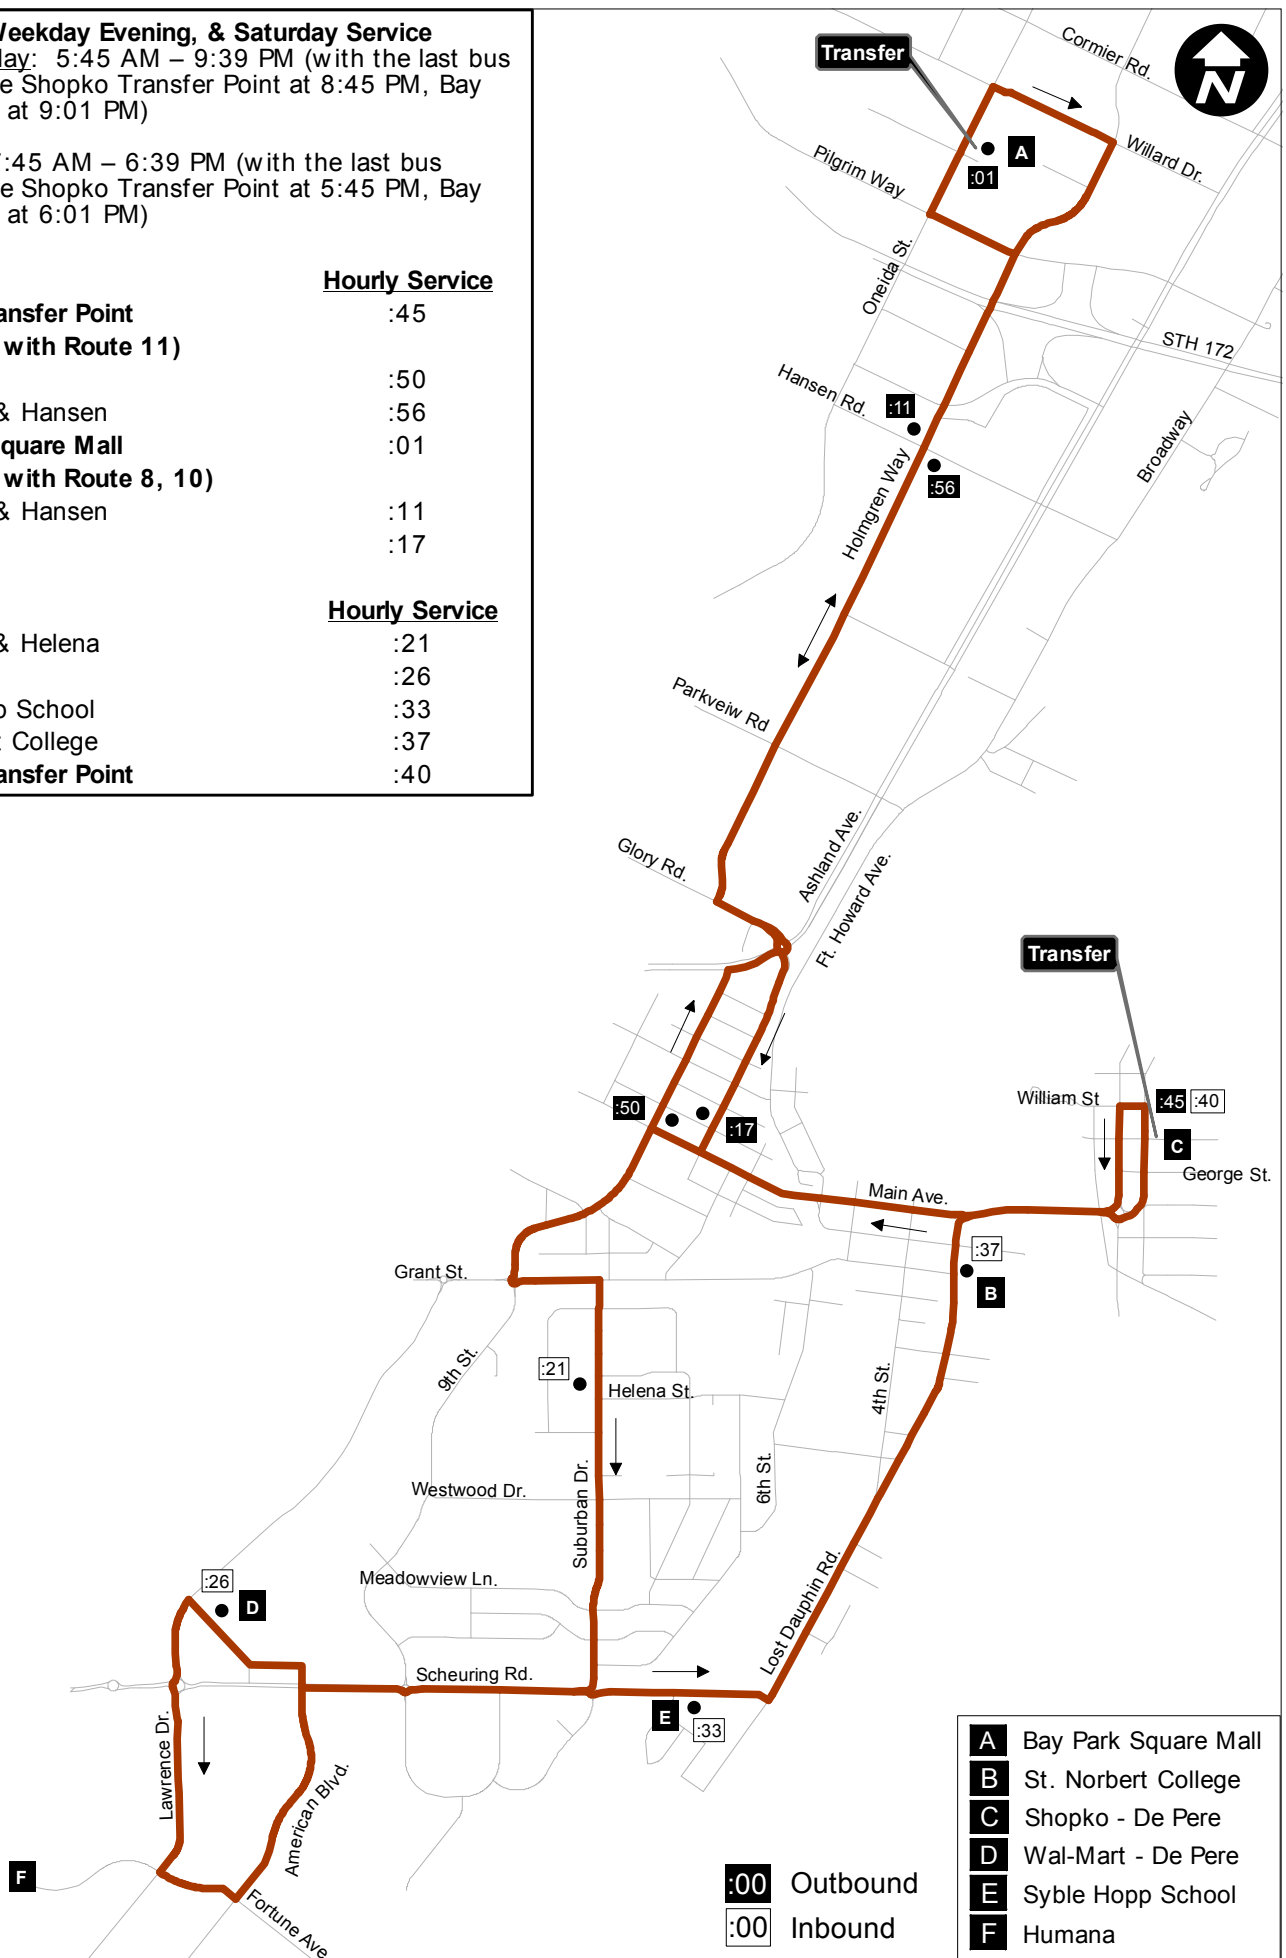 Weekday Evening, & Saturday Service
day: 5:45 AM – 9:39 PM (with the last bus
e Shopko Transfer Point at 8:45 PM, Bay
at 9:01 PM)
7:45 AM – 6:39 PM (with the last bus
e Shopko Transfer Point at 5:45 PM, Bay
at 6:01 PM)
Hourly Service
ansfer Point :45
with Route 11)
:50
& Hansen :56
quare Mall :01
with Route 8, 10)
& Hansen :11
:17
Hourly Service
& Helena :21
:26
p School :33
t College :37
ansfer Point :40
Transfer
Cormier Rd.
N
A
:01
Willard Dr.
Pilgrim Way
Oneida St.
STH 172
Hansen Rd.
:11
:56
Holmgren Way
Broadway
Parkveiw Rd
Glory Rd.
Ashland Ave.
Ft. Howard Ave.
Transfer
:50
:17
William St
:45 :40
C
George St.
Main Ave.
:37
B
Grant St.
9th St.
:21
Helena St.
4th St.
Westwood Dr.
Suburban Dr.
6th St.
:26
D
Meadowview Ln.
Lost Dauphin Rd.
Scheuring Rd.
E
:33
Lawrence Dr.
American Blvd.
F
Fortune Ave
:00 Outbound
:00 Inbound
A Bay Park Square Mall
B St. Norbert College
C Shopko - De Pere
D Wal-Mart - De Pere
E Syble Hopp School
F Humana